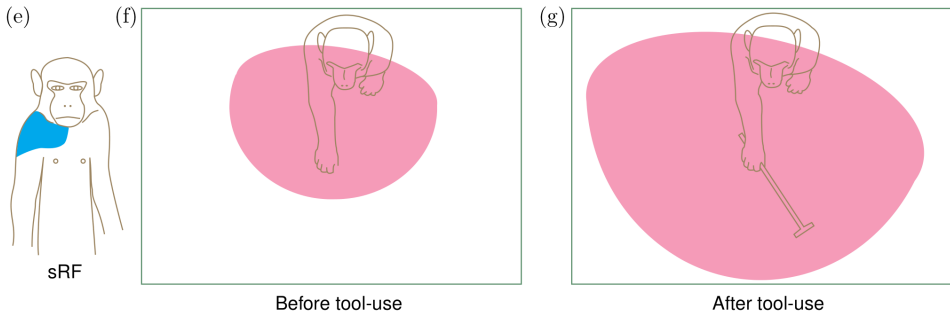 (e)
(f)
(g)
sRF
Before tool-use
After tool-use